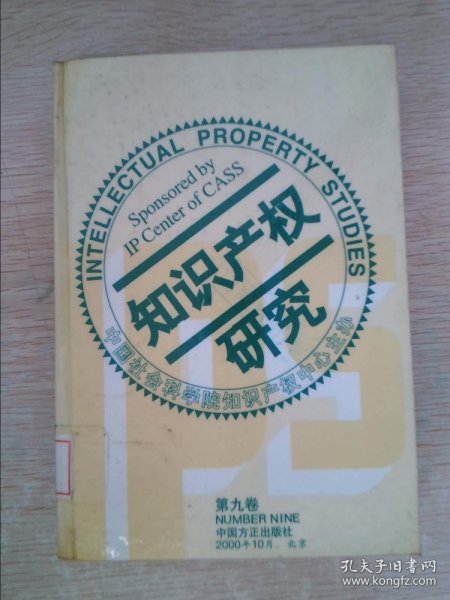 INTELLECTUAL PROPERTY STUDIES
Sponsored by
IP Center of CASS
知识产权
研究
中国社会科学院知识产权中心主办
第九卷
NUMBER NINE
中国方正出版社
2000年10月 北京
孔夫子旧书网
www.kongfz.com